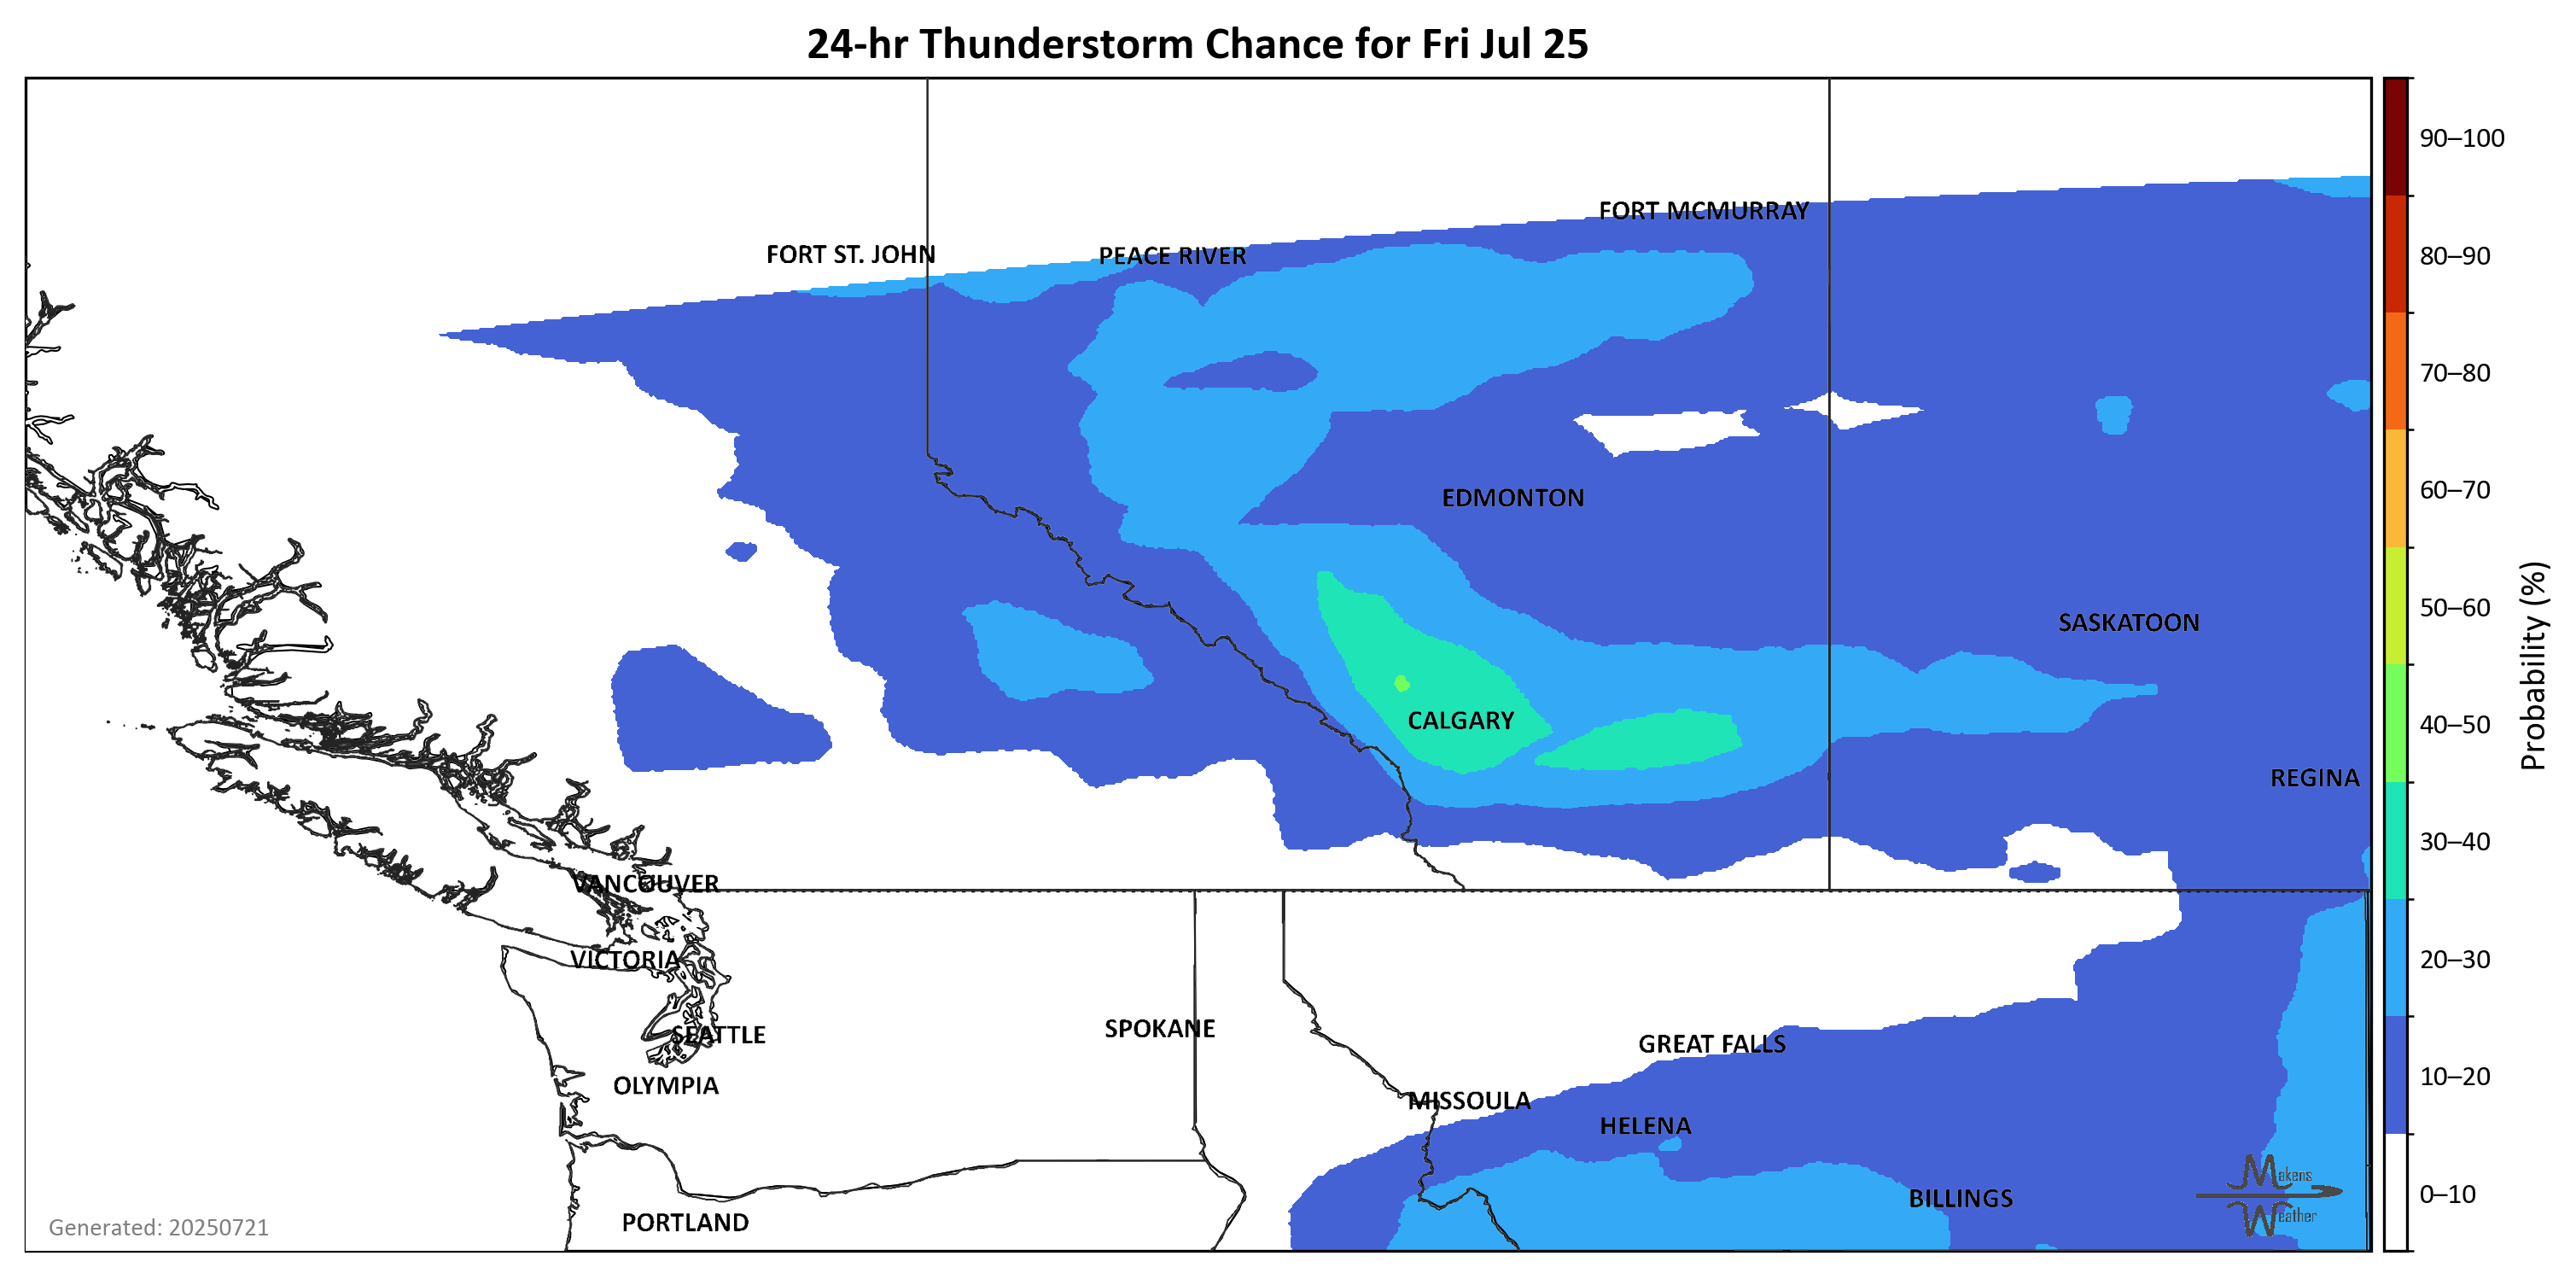 24-hr Thunderstorm Chance for Fri Jul 25
90–100
FORT MCMURRAY
FORT ST. JOHN
PEACE RIVER
80–90
70–80
60–70
EDMONTON
50–60
SASKATOON
Probability (%)
40–50
CALGARY
REGINA
30–40
VANCOUVER
VICTORIA
20–30
SPOKANE
SEATTLE
GREAT FALLS
OLYMPIA
10–20
MISSOULA
HELENA
Makens
Weather
0–10
BILLINGS
PORTLAND
Generated: 20250721